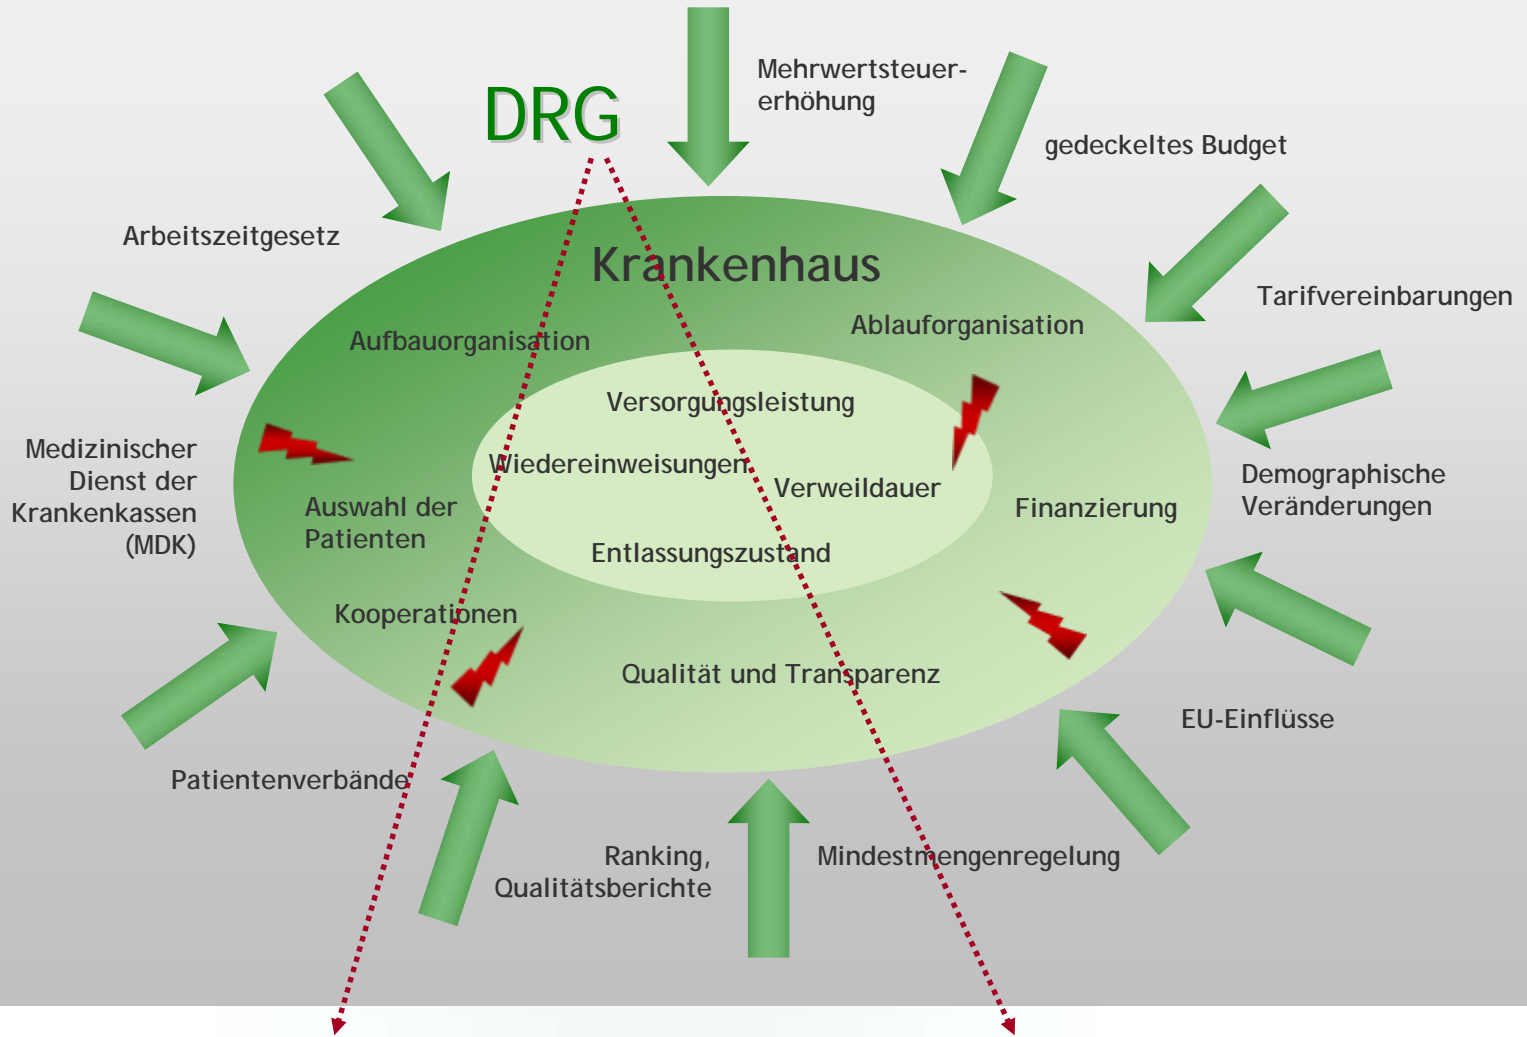 Mehrwertsteuer-
erhöhung
DRG
gedeckeltes Budget
Arbeitszeitgesetz
Krankenhaus
Tarifvereinbarungen
Aufbauorganisation
Ablauforganisation
Versorgungsleistung
Medizinischer
Dienst der
Krankenkassen
(MDK)
Wiedereinweisungen
Verweildauer
Demographische
Veränderungen
Auswahl der
Patienten
Finanzierung
Entlassungszustand
Kooperationen
Qualität und Transparenz
EU-Einflüsse
Patientenverbände
Ranking,
Qualitätsberichte
Mindestmengenregelung